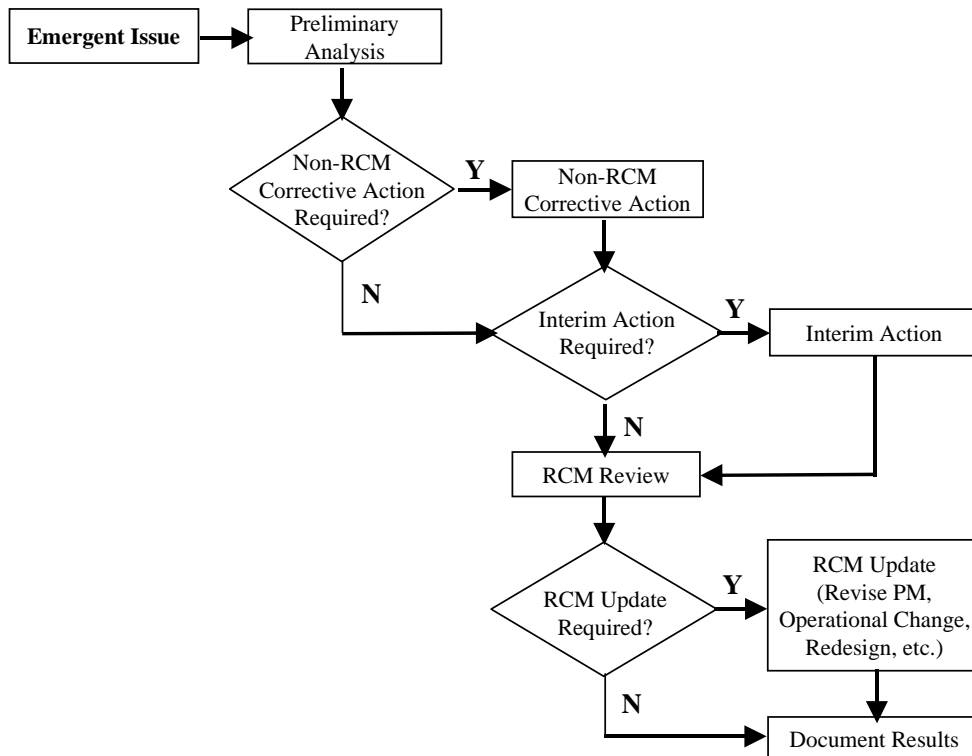 Emergent Issue
Preliminary
Analysis
Non-RCM
Corrective Action
Required?
Y
Non-RCM
Corrective Action
N
Interim Action
Required?
Y
Interim Action
N
RCM Review
RCM Update
Required?
Y
RCM Update
(Revise PM,
Operational Change,
Redesign, etc.)
N
Document Results